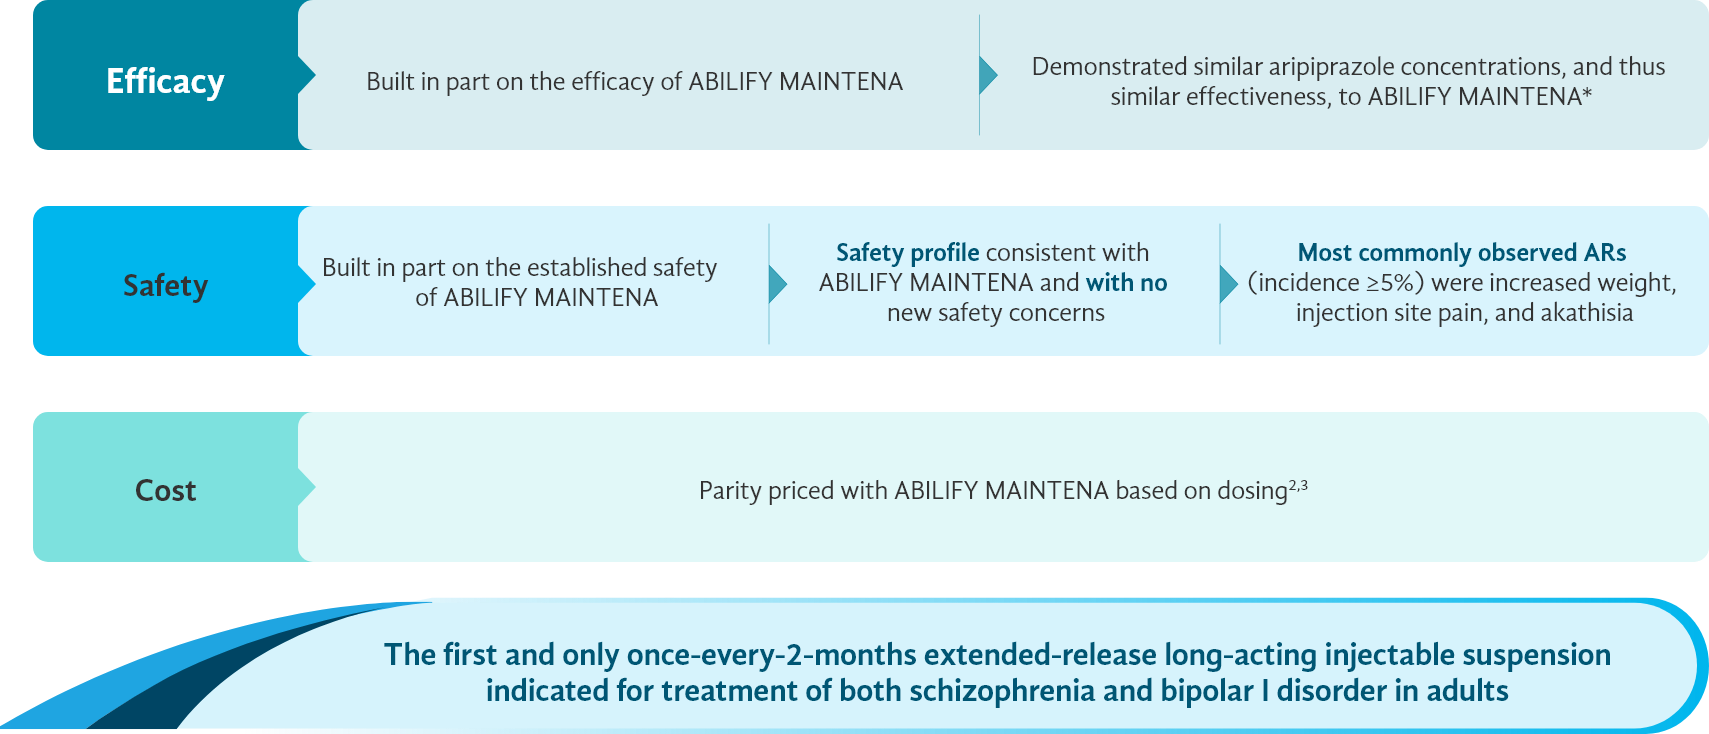 Efficacy
Built in part on the efficacy of ABILIFY MAINTENA
Demonstrated similar aripiprazole concentrations, and thus
similar effectiveness, to ABILIFY MAINTENA*
Safety
Built in part on the established safety
of ABILIFY MAINTENA
Safety profile consistent with
ABILIFY MAINTENA and with no
new safety concerns
Most commonly observed ARs
(incidence ≥5%) were increased weight,
injection site pain, and akathisia
Cost
Parity priced with ABILIFY MAINTENA based on dosing2,3
The first and only once-every-2-months extended-release long-acting injectable suspension
indicated for treatment of both schizophrenia and bipolar I disorder in adults